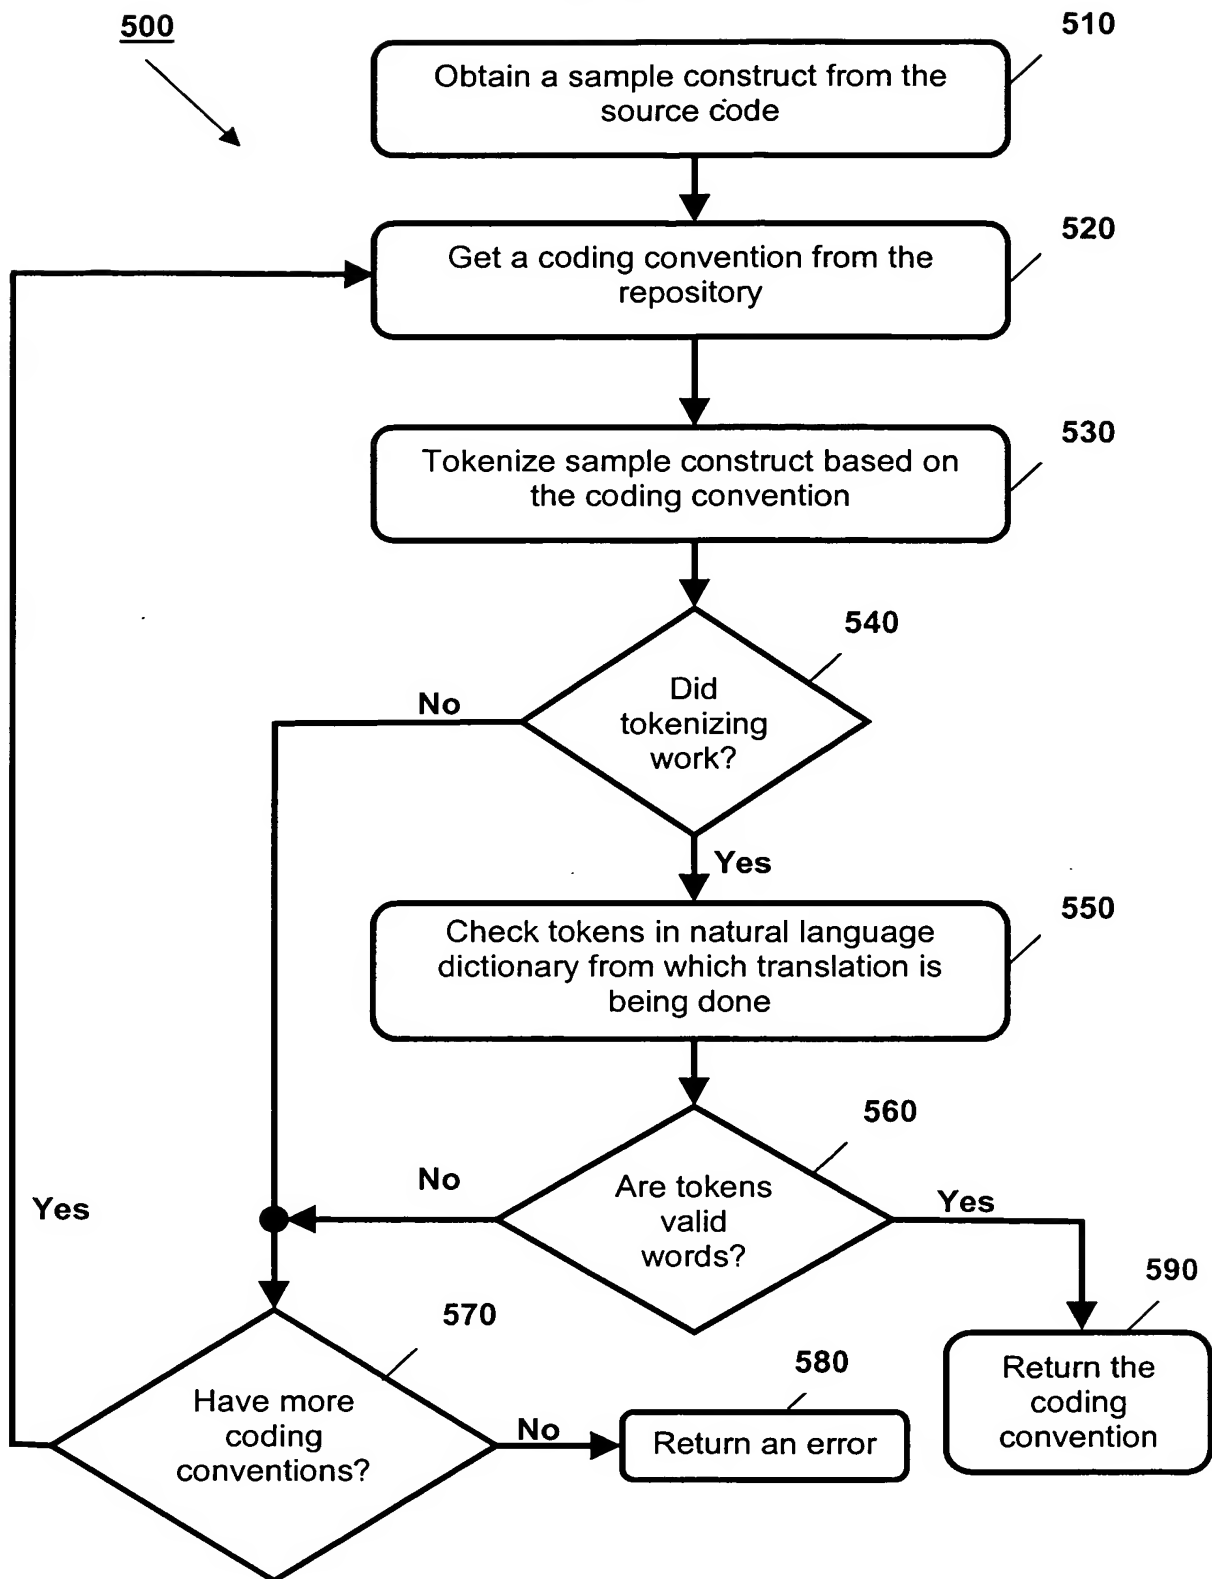 500
510
Obtain a sample construct from the
source code
520
Get a coding convention from the
repository
530
Tokenize sample construct based on
the coding convention
540
Did
tokenizing
work?
No
Yes
550
Check tokens in natural language
dictionary from which translation is
being done
560
Are tokens
valid
words?
No
Yes
Yes
570
Have more
coding
conventions?
No
580
Return an error
590
Return the
coding
convention